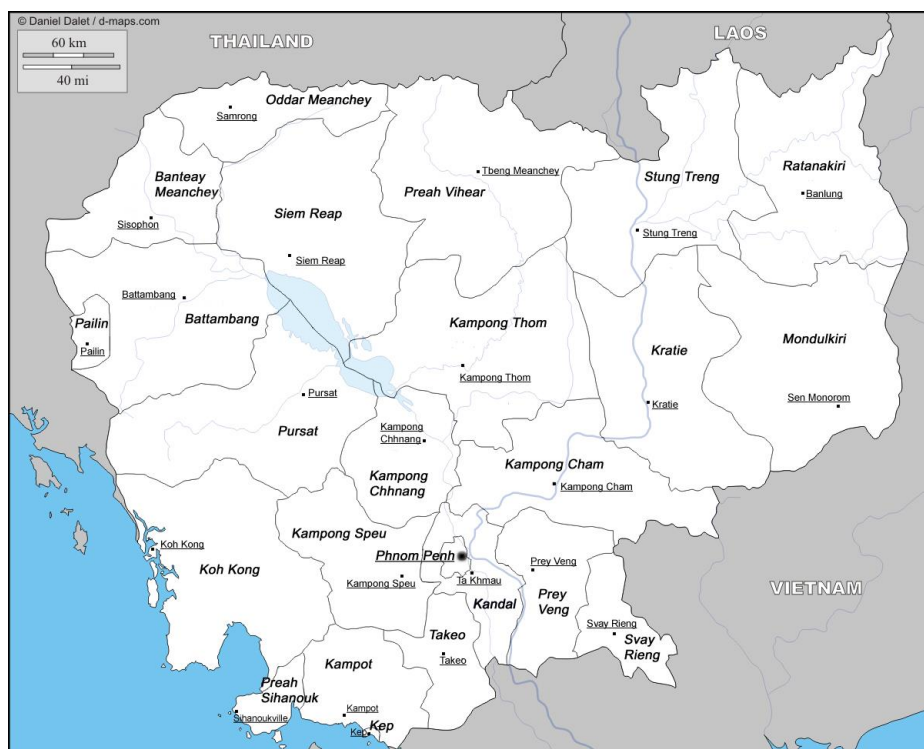 © Daniel Dalet / d-maps.com
60 km
40 mi
THAILAND
LAOS
Oddar Meanchey
Samrong
Banteay
Meanchey
Sisophon
Siem Reap
Siem Reap
Preah Vihear
Tbeng Meanchey
Stung Treng
Stung Treng
Ratanakiri
Banlung
Battambang
Battambang
Pailin
Pailin
Kampong Thom
Kampong Thom
Kratie
Kratie
Mondulkiri
Sen Monorom
Pursat
Pursat
Kampong
Chhnang
Kampong
Chhnang
Kampong Cham
Kampong Cham
Kampong Speu
Kampong Speu
Phnom Penh
Ta Khmau
Kandal
Prey Veng
Prey
Veng
Svay Rieng
Svay
Rieng
VIETNAM
Koh Kong
Koh Kong
Takeo
Takeo
Kampot
Kampot
Preah
Sihanouk
Sihanoukville
Kep
Kep